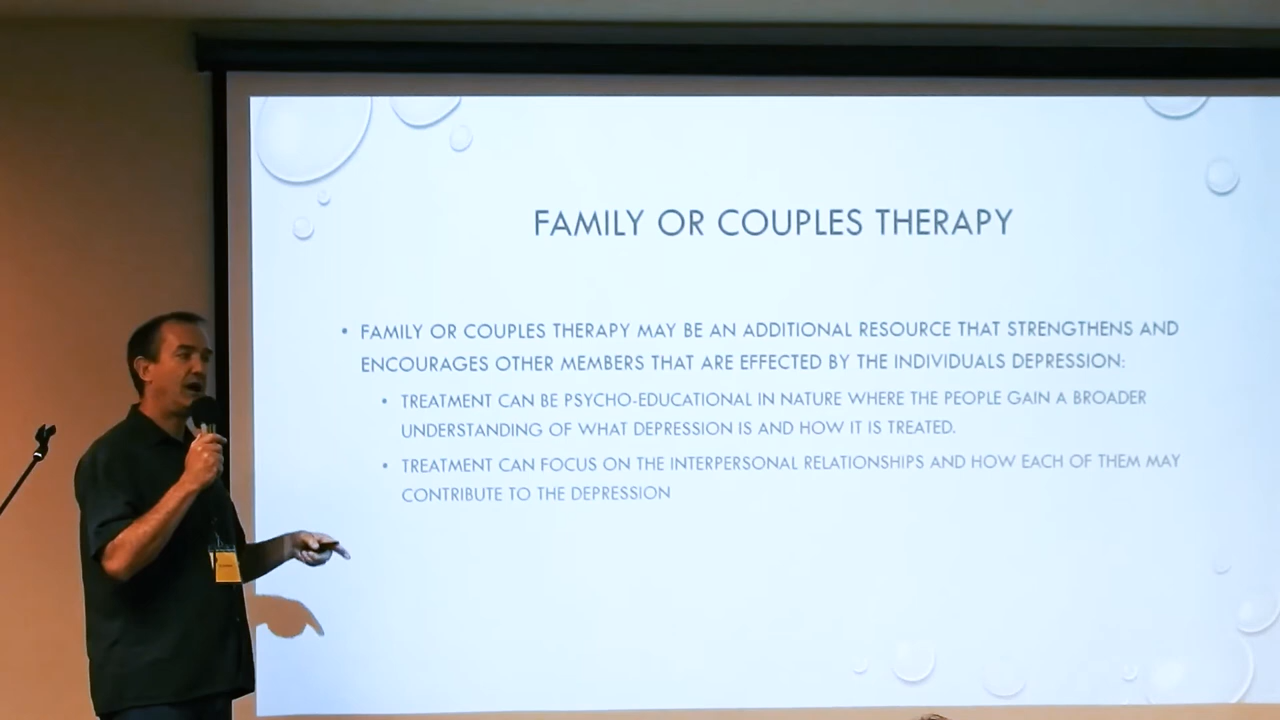 FAMILY OR COUPLES THERAPY
• FAMILY OR COUPLES THERAPY MAY BE AN ADDITIONAL RESOURCE THAT STRENGTHENS AND
ENCOURAGES OTHER MEMBERS THAT ARE EFFECTED BY THE INDIVIDUALS DEPRESSION:
• TREATMENT CAN BE PSYCHO-EDUCATIONAL IN NATURE WHERE THE PEOPLE GAIN A BROADER
UNDERSTANDING OF WHAT DEPRESSION IS AND HOW IT IS TREATED.
• TREATMENT CAN FOCUS ON THE INTERPERSONAL RELATIONSHIPS AND HOW EACH OF THEM MAY
CONTRIBUTE TO THE DEPRESSION